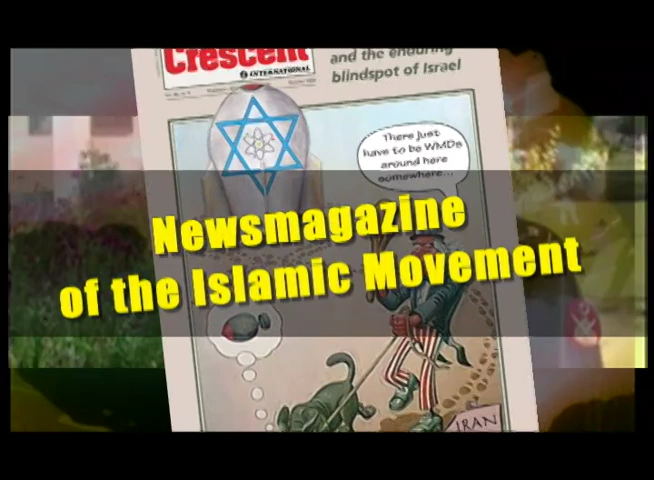 Crescent
INTERNATIONAL
and the enduring
blindspot of Israel
There just
have to be WMDs
around here
somewhere...
Newsmagazine
of the Islamic Movement
IRAN